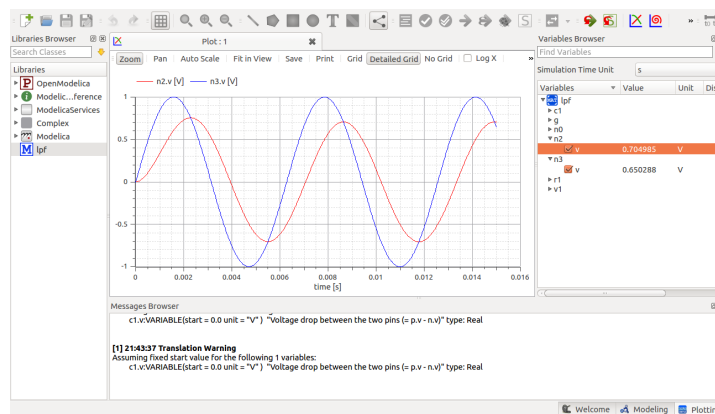 T
S
»
10 t
Libraries Browser
Plot : 1
Variables Browser
Search Classes
Zoom Pan Auto Scale Fit in View Save Print Grid Detailed Grid No Grid Log X »
Find Variables
Libraries
Simulation Time Unit s
P OpenModelica
i Modelic...ference
ModelicaServices
Complex
Modelica
M lpf
n2.v [V] n3.v [V]
1
0.5
0
-0.5
-1
0 0.002 0.004 0.006 0.008 0.01 0.012 0.014 0.016
time [s]
Variables Value Unit Dis
lpf
c1
g
n0
n2
v 0.704985 V
n3
v 0.650288 V
r1
v1
Messages Browser
c1.v:VARIABLE(start = 0.0 unit = "V" ) "Voltage drop between the two pins (= p.v - n.v)" type: Real
[1] 21:43:37 Translation Warning
Assuming fixed start value for the following 1 variables:
c1.v:VARIABLE(start = 0.0 unit = "V" ) "Voltage drop between the two pins (= p.v - n.v)" type: Real
Welcome Modeling Plottin